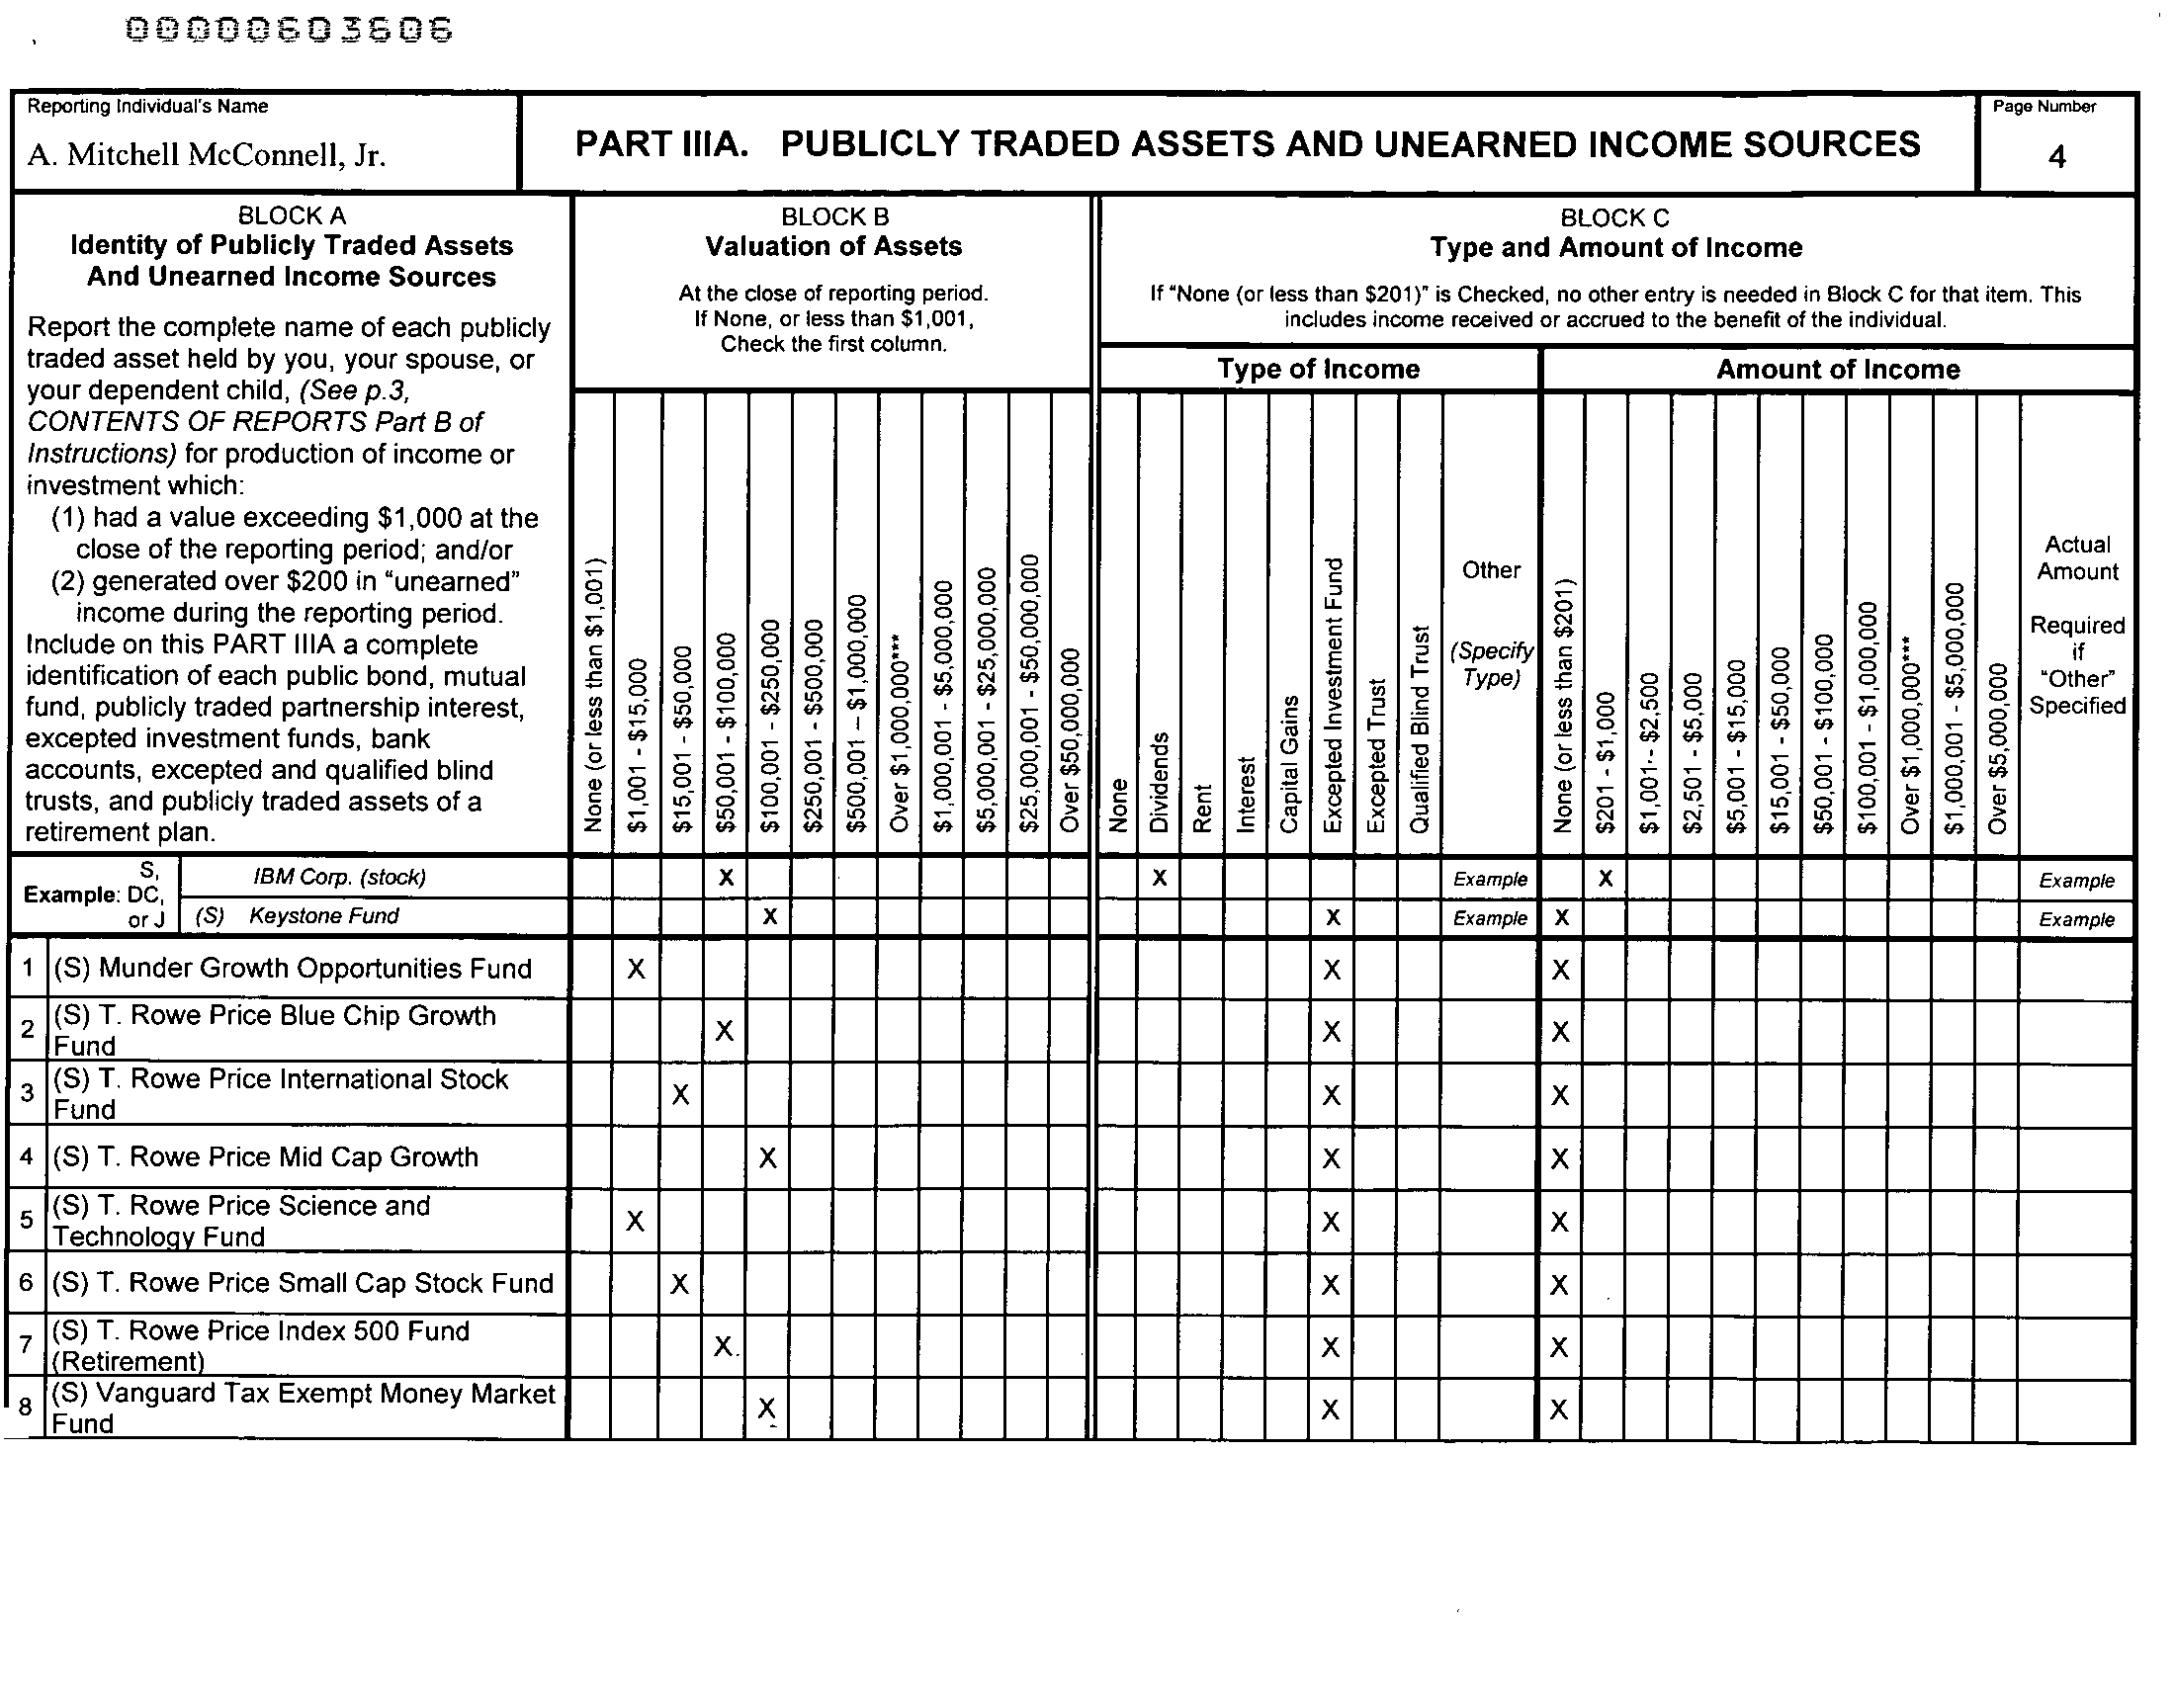 00000603606
Reporting Individual's Name
A. Mitchell McConnell, Jr.
PART IIIA. PUBLICLY TRADED ASSETS AND UNEARNED INCOME SOURCES
Page Number
4
BLOCK A
Identity of Publicly Traded Assets
And Unearned Income Sources
Report the complete name of each publicly
traded asset held by you, your spouse, or
your dependent child, (See p.3,
CONTENTS OF REPORTS Part B of
Instructions) for production of income or
investment which:
(1) had a value exceeding $1,000 at the
close of the reporting period; and/or
(2) generated over $200 in "unearned"
income during the reporting period.
Include on this PART IIIA a complete
identification of each public bond, mutual
fund, publicly traded partnership interest,
excepted investment funds, bank
accounts, excepted and qualified blind
trusts, and publicly traded assets of a
retirement plan.
BLOCK B
Valuation of Assets
At the close of reporting period.
If None, or less than $1,001,
Check the first column.
None (or less than $1,001)
$1,001 - $15,000
$15,001 - $50,000
$50,001 - $100,000
$100,001 - $250,000
$250,001 - $500,000
$500,001 – $1,000,000
Over $1,000,000***
$1,000,001 - $5,000,000
$5,000,001 - $25,000,000
$25,000,001 - $50,000,000
Over $50,000,000
BLOCK C
Type and Amount of Income
If "None (or less than $201)" is Checked, no other entry is needed in Block C for that item. This
includes income received or accrued to the benefit of the individual.
Type of Income
None
Dividends
Rent
Interest
Capital Gains
Excepted Investment Fund
Excepted Trust
Qualified Blind Trust
Other
(Specify
Type)
Amount of Income
None (or less than $201)
$201 - $1,000
$1,001 - $2,500
$2,501 - $5,000
$5,001 - $15,000
$15,001 - $50,000
$50,001 - $100,000
$100,001 - $1,000,000
Over $1,000,000***
$1,000,001 - $5,000,000
Over $5,000,000
Actual
Amount
Required
if
"Other"
Specified
S,
Example: DC,
or J
IBM Corp. (stock) X X Example X Example
(S) Keystone Fund X X Example X Example
1 (S) Munder Growth Opportunities Fund X X X
2 (S) T. Rowe Price Blue Chip Growth
Fund X X X
3 (S) T. Rowe Price International Stock
Fund X X X
4 (S) T. Rowe Price Mid Cap Growth X X X
5 (S) T. Rowe Price Science and
Technology Fund X X X
6 (S) T. Rowe Price Small Cap Stock Fund X X X
7 (S) T. Rowe Price Index 500 Fund
(Retirement) X X X
8 (S) Vanguard Tax Exempt Money Market
Fund X X X